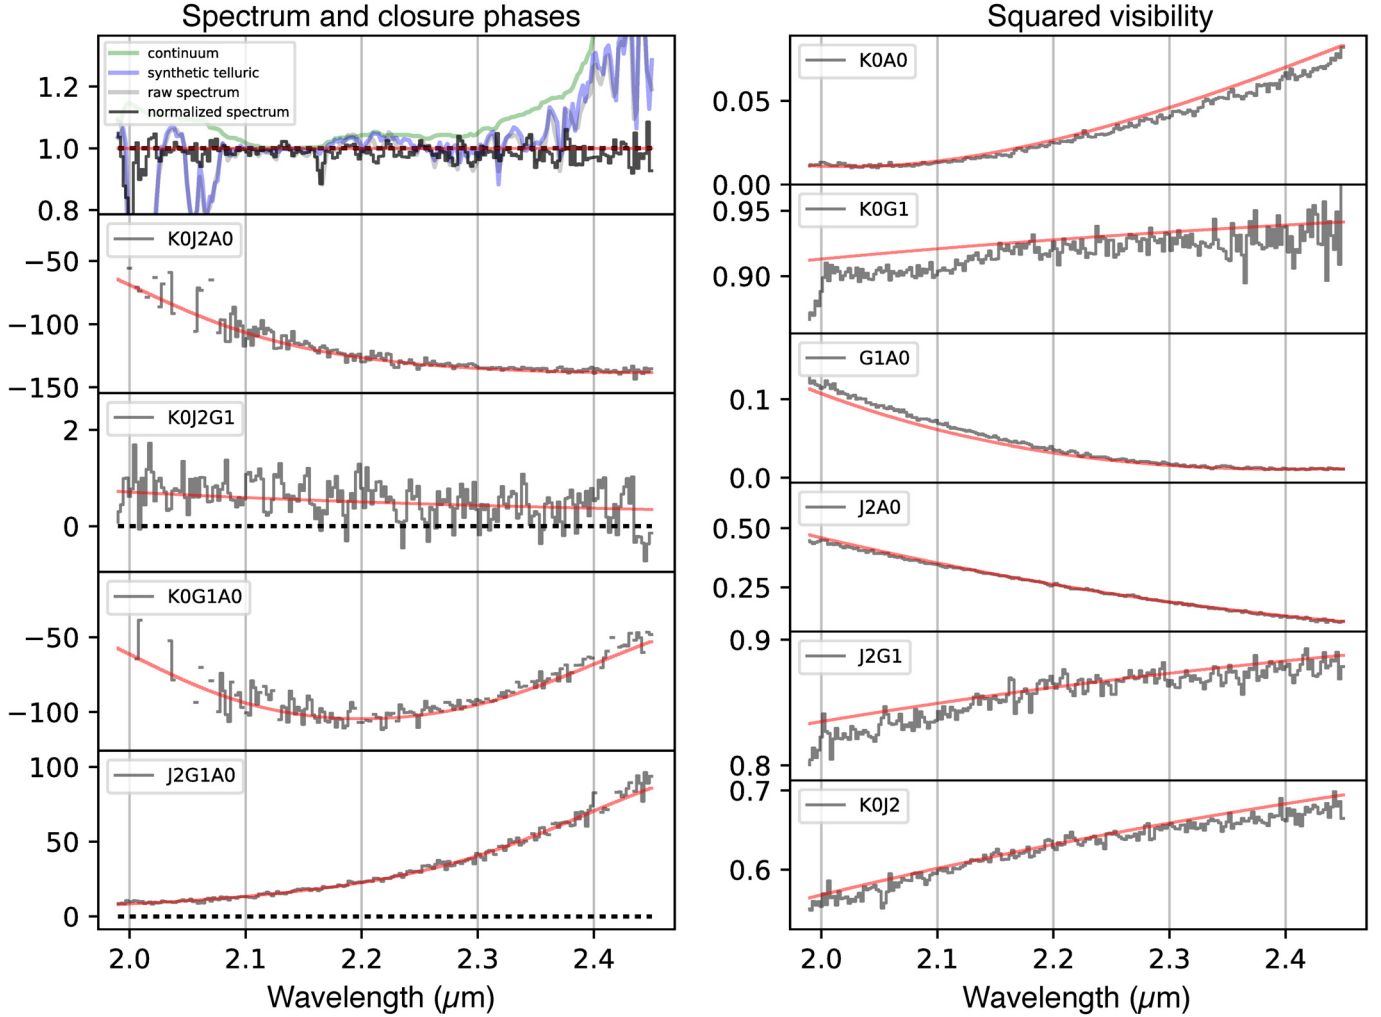 Spectrum and closure phases
continuum
synthetic telluric
raw spectrum
normalized spectrum
1.2
1.0
0.8
K0J2A0
−50
−100
−150
K0J2G1
2
0
K0G1A0
−50
−100
J2G1A0
100
50
0
2.0 2.1 2.2 2.3 2.4
Wavelength (μm)
Squared visibility
K0A0
0.05
0.00
K0G1
0.95
0.90
G1A0
0.1
0.0
J2A0
0.50
0.25
J2G1
0.9
0.8
K0J2
0.7
0.6
2.0 2.1 2.2 2.3 2.4
Wavelength (μm)